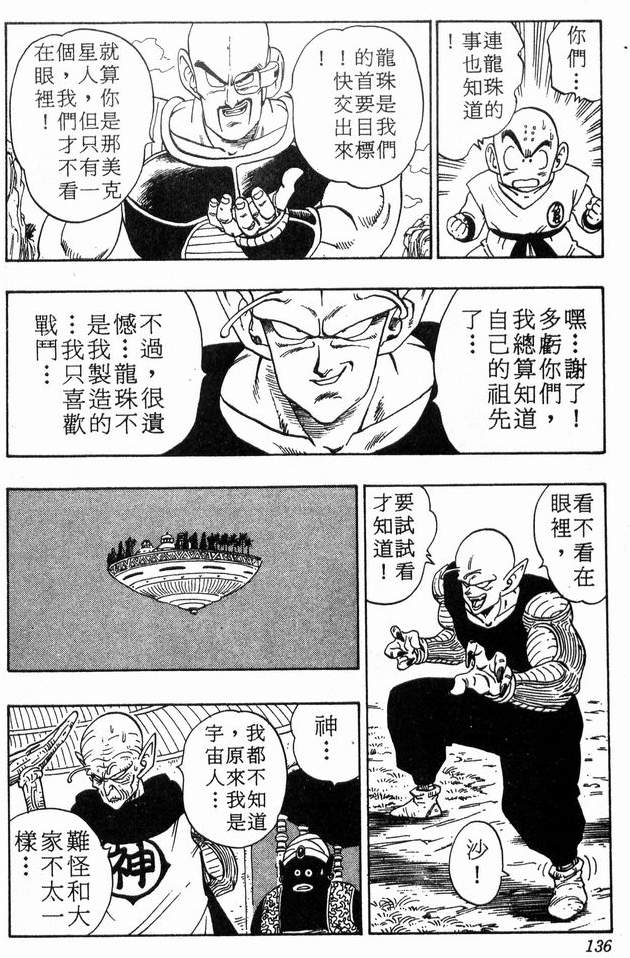 你們…
連龍珠的
事也知道
！
龍珠是我們
的首要目標
！！快交出來
就算你是那美克
星人，但只有一
個，我們才不看
在眼裡！
嘿…謝了！
多虧你們，
我總算知道
自己的祖先
了…
不過，很遺
憾…龍珠不
是我製造的
…我只喜歡
戰鬥…
看不看在
眼裡，
要試試看
才知道！
沙！
神…
我都不知道
，原來我是
宇宙人…
神
難怪和大
家不太一
樣…
136